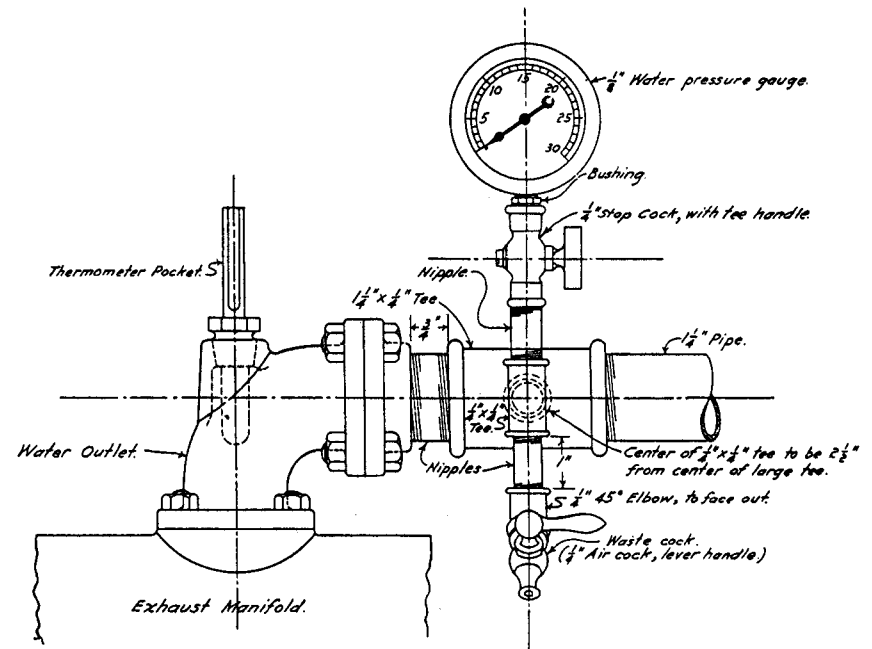 5
10
15
20
25
30
1/8" Water pressure gauge.
Bushing.
1/4" Stop Cock, with tee handle.
Thermometer Pocket. S
Nipple.
1 1/4" x 1/4" Tee
3/4"
1 1/4" Pipe.
1/4" x 1/4"
Tee. S
Water Outlet.
Nipples
1"
Center of 1/4" x 1/4" tee to be 2 1/2"
from center of large tee.
S 1/4" 45° Elbow, to face out.
Waste cock.
(1/4" Air cock, lever handle.)
Exhaust Manifold.